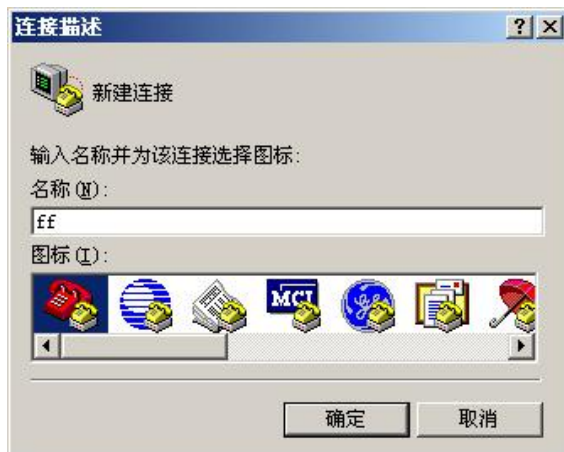 连接描述
新建连接
输入名称并为该连接选择图标:
名称(N):
ff
图标(I):
MCI
确定 取消